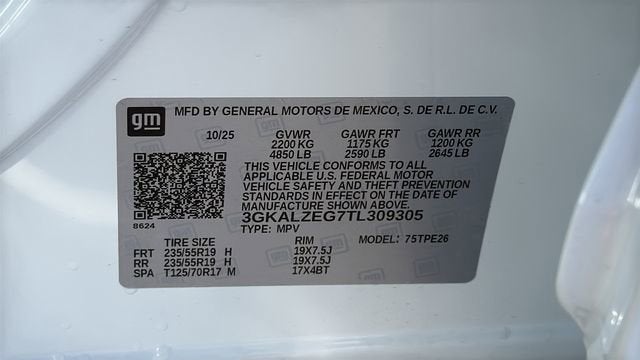 gm MFD BY GENERAL MOTORS DE MEXICO, S. DE R.L. DE C.V.
10/25 GVWR GAWR FRT GAWR RR
2200 KG 1175 KG 1200 KG
4850 LB 2590 LB 2645 LB
THIS VEHICLE CONFORMS TO ALL
APPLICABLE U.S. FEDERAL MOTOR
VEHICLE SAFETY AND THEFT PREVENTION
STANDARDS IN EFFECT ON THE DATE OF
MANUFACTURE SHOWN ABOVE.
3GKALZEG7TL309305
8624 TYPE: MPV
TIRE SIZE RIM MODEL: 75TPE26
FRT 235/55R19 H 19X7.5J
RR 235/55R19 H 19X7.5J
SPA T125/70R17 M 17X4BT